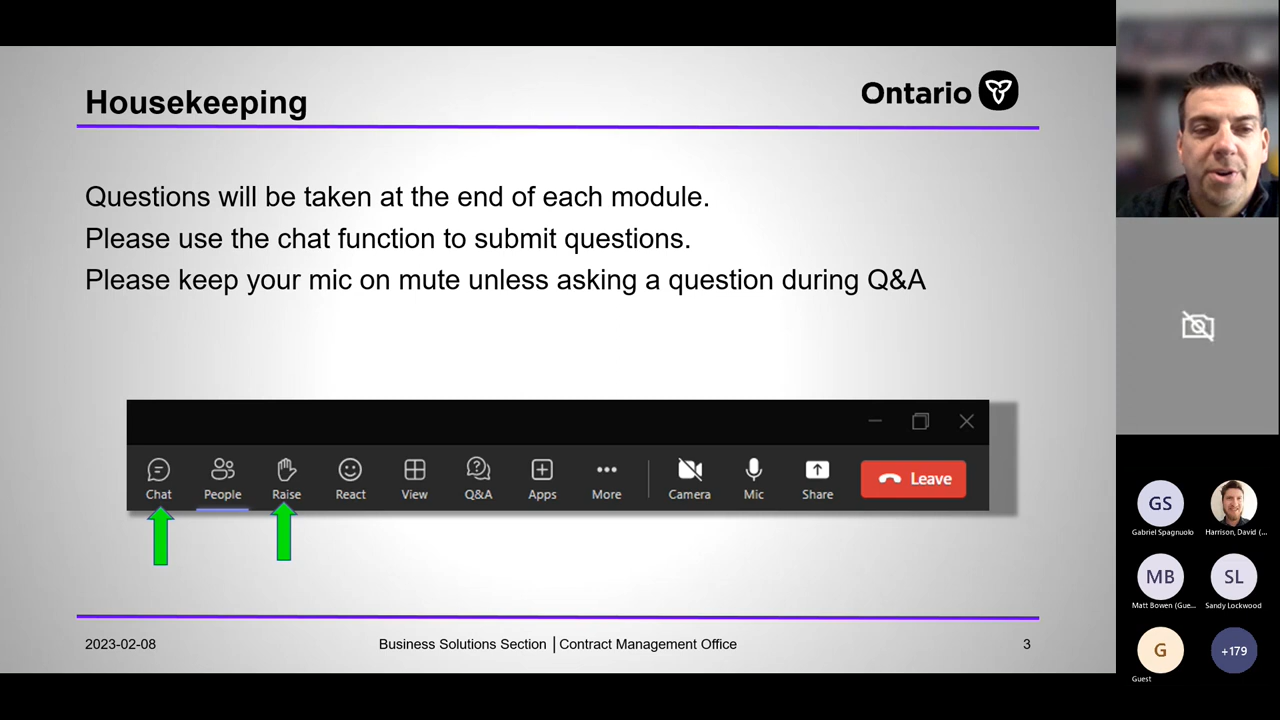 Housekeeping
Ontario
Questions will be taken at the end of each module.
Please use the chat function to submit questions.
Please keep your mic on mute unless asking a question during Q&A
Chat People Raise React View Q&A Apps More Camera Mic Share Leave
2023-02-08 Business Solutions Section | Contract Management Office 3
GS
Gabriel Spagnuolo Harrison, David (...
MB SL
Matt Bowen (Gue... Sandy Lockwood
G +179
Guest